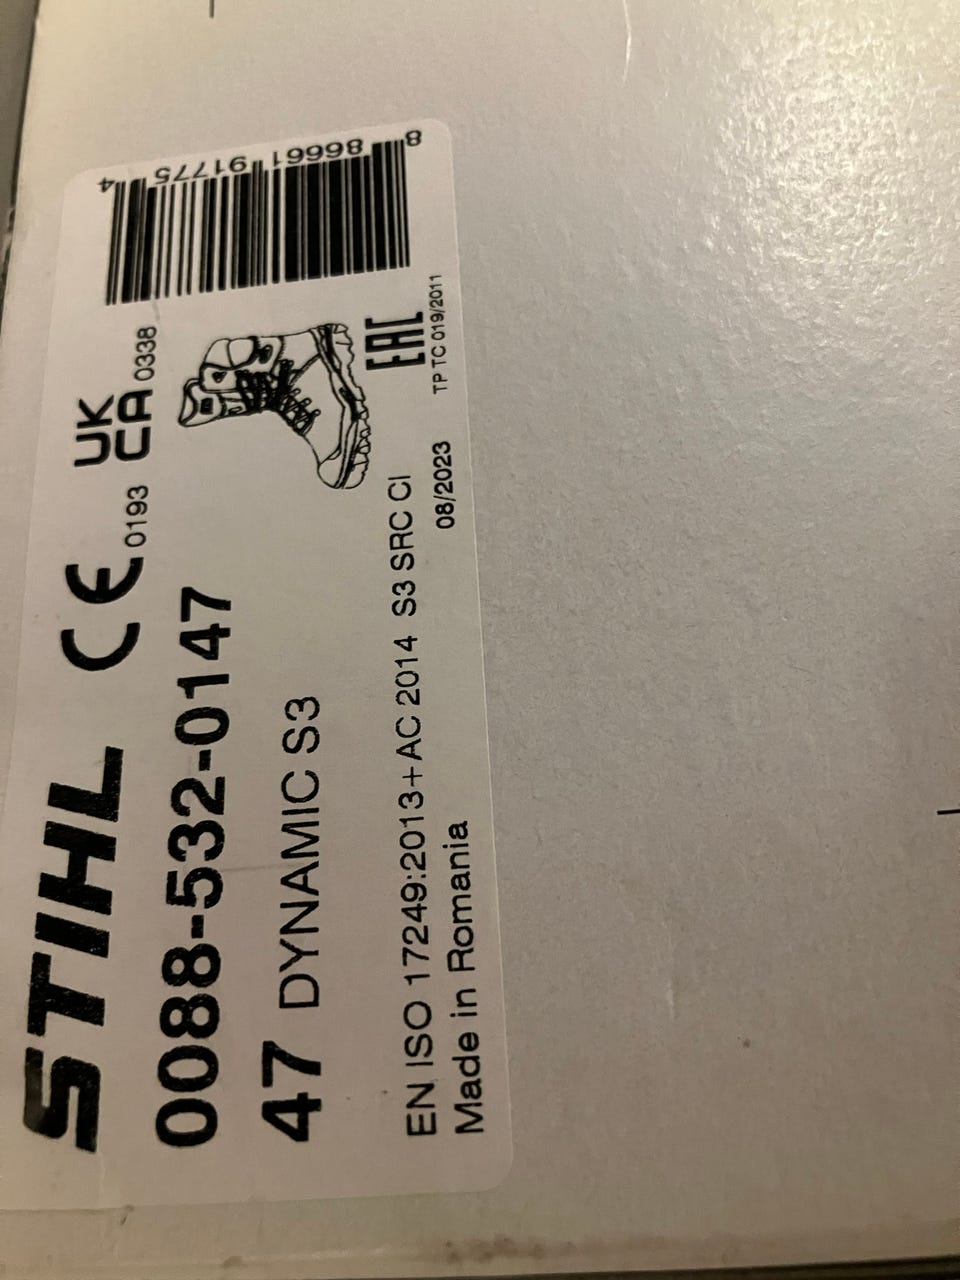 STIHL CE 0193 UK CA 0338
0088-532-0147
47 DYNAMIC S3
EAC
EN ISO 17249:2013+AC 2014 S3 SRC CI
TP TC 019/2011
Made in Romania 08/2023
8 86661 91775 4